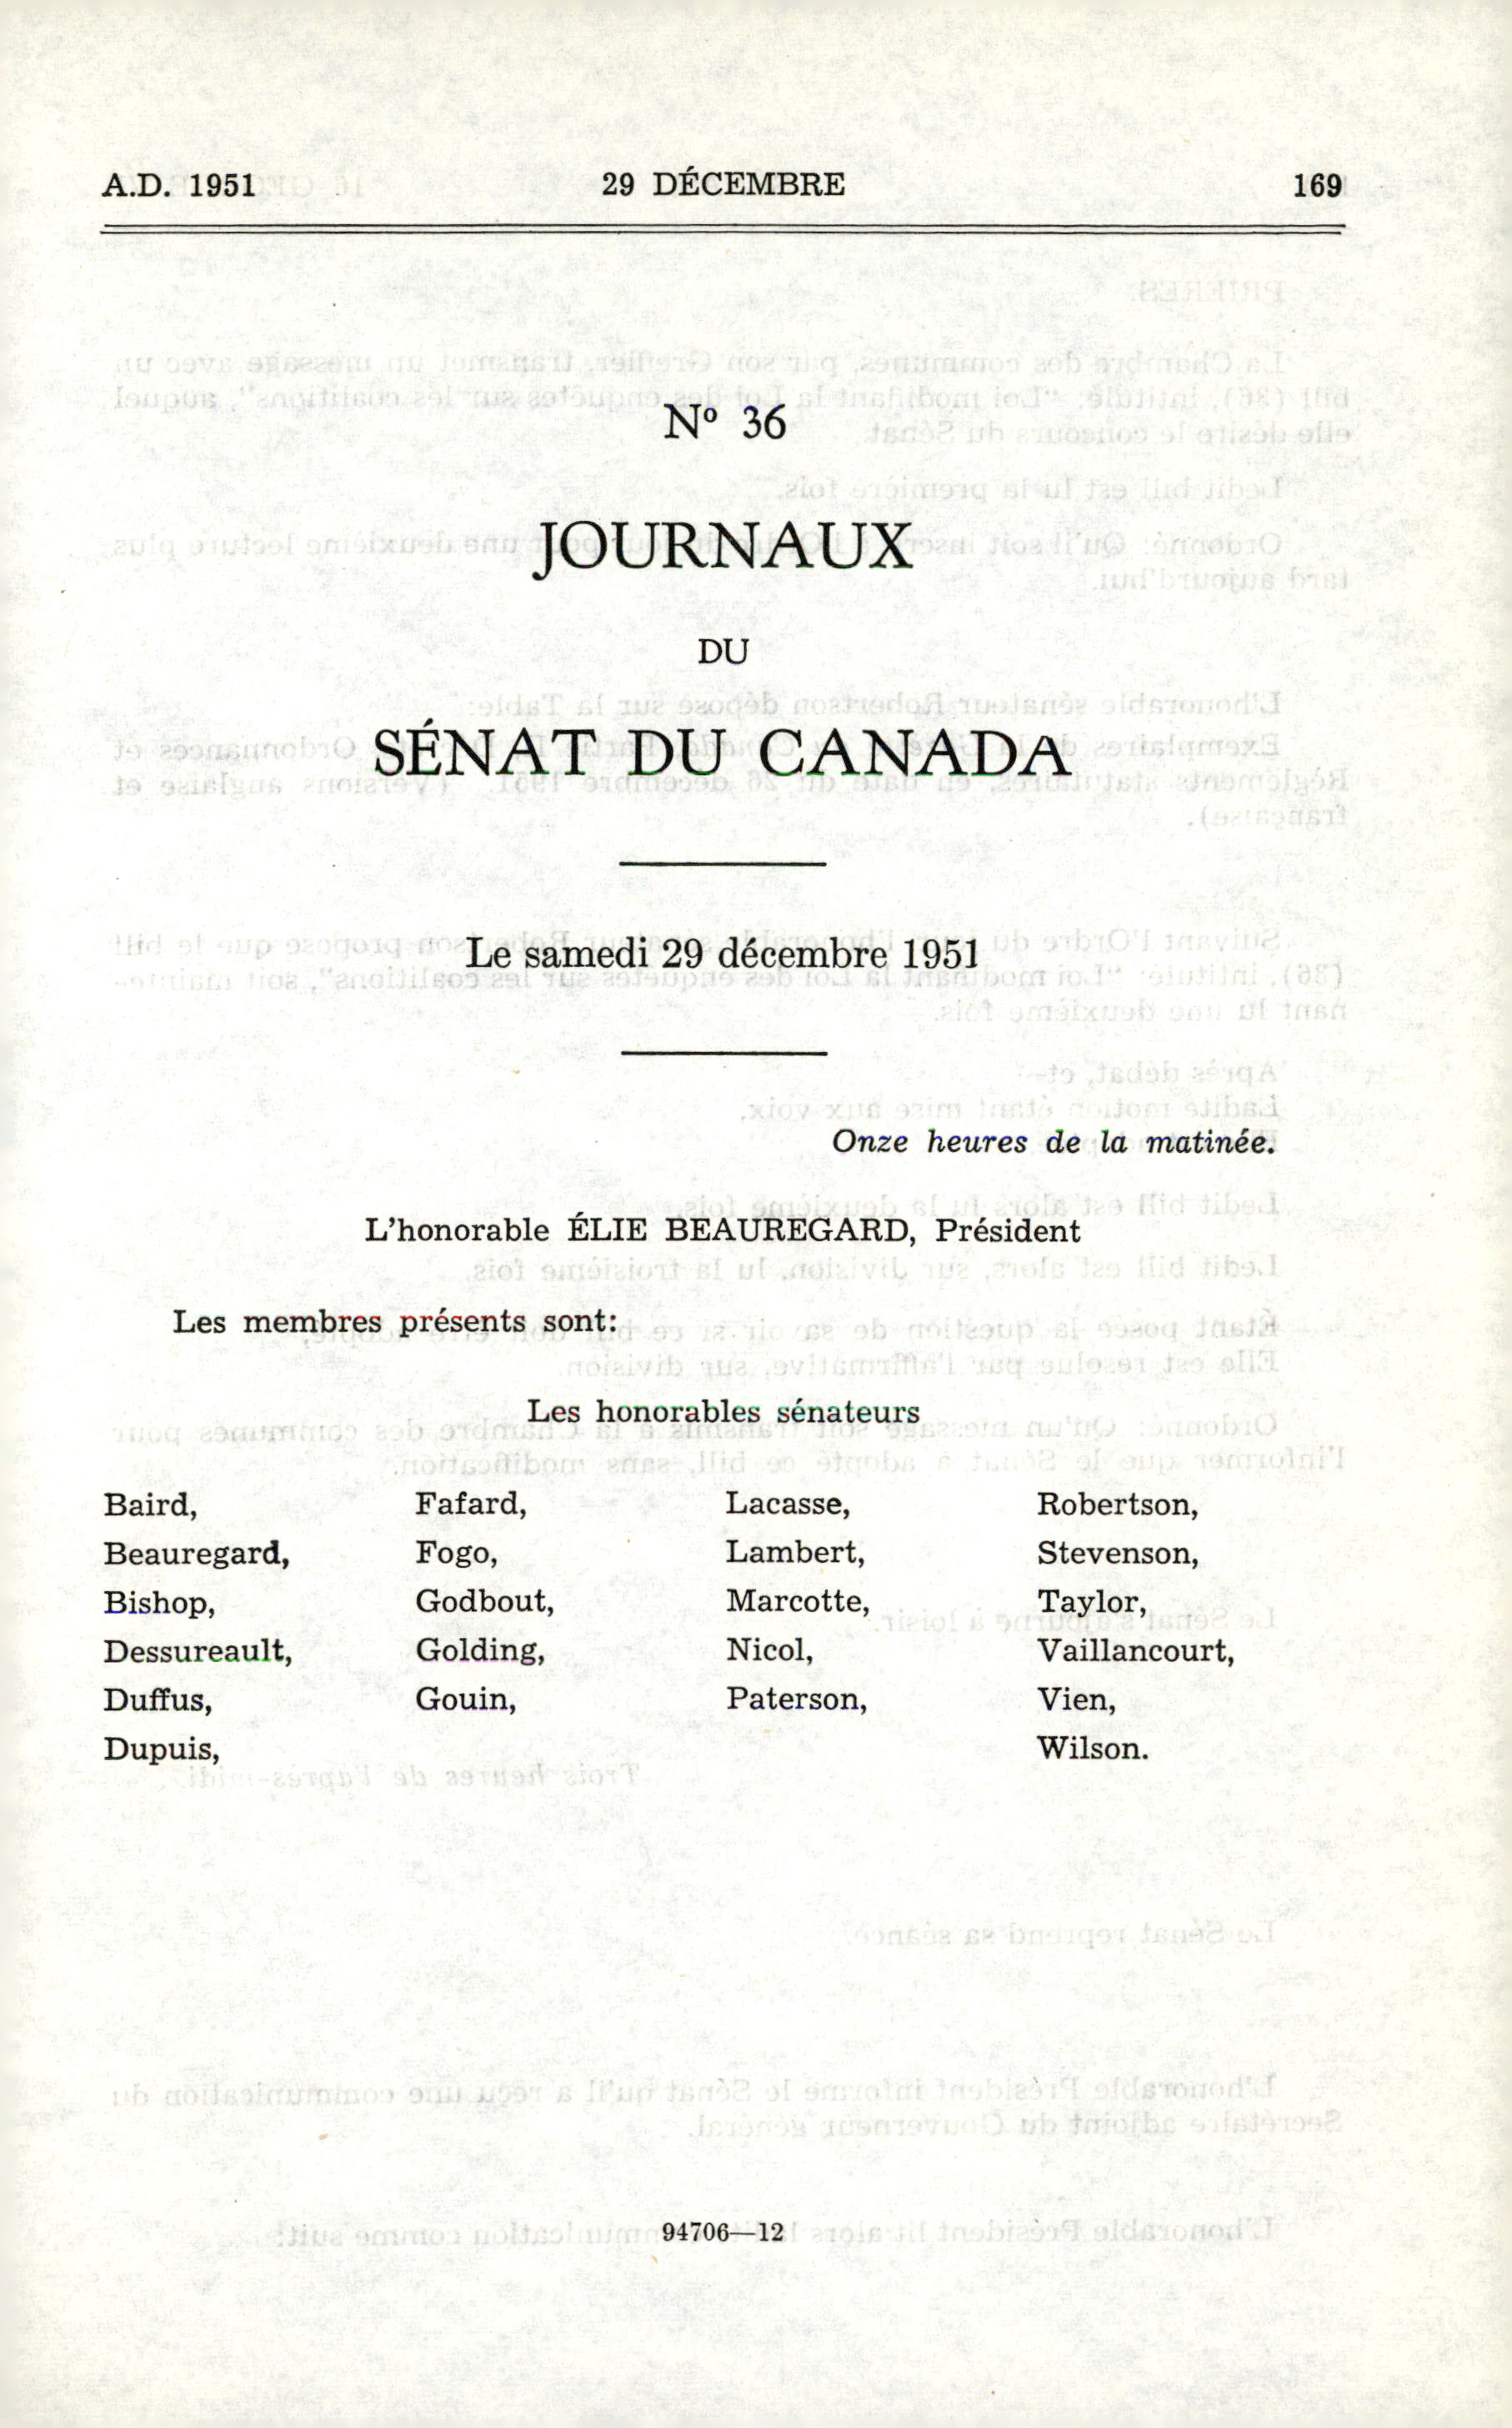 A.D. 1951 29 DÉCEMBRE 169
Nº 36
JOURNAUX
DU
SÉNAT DU CANADA
Le samedi 29 décembre 1951
Onze heures de la matinée.
L'honorable ÉLIE BEAUREGARD, Président
Les membres présents sont:
Les honorables sénateurs
Baird, Fafard, Lacasse, Robertson,
Beauregard, Fogo, Lambert, Stevenson,
Bishop, Godbout, Marcotte, Taylor,
Dessureault, Golding, Nicol, Vaillancourt,
Duffus, Gouin, Paterson, Vien,
Dupuis, Wilson.
94706—12